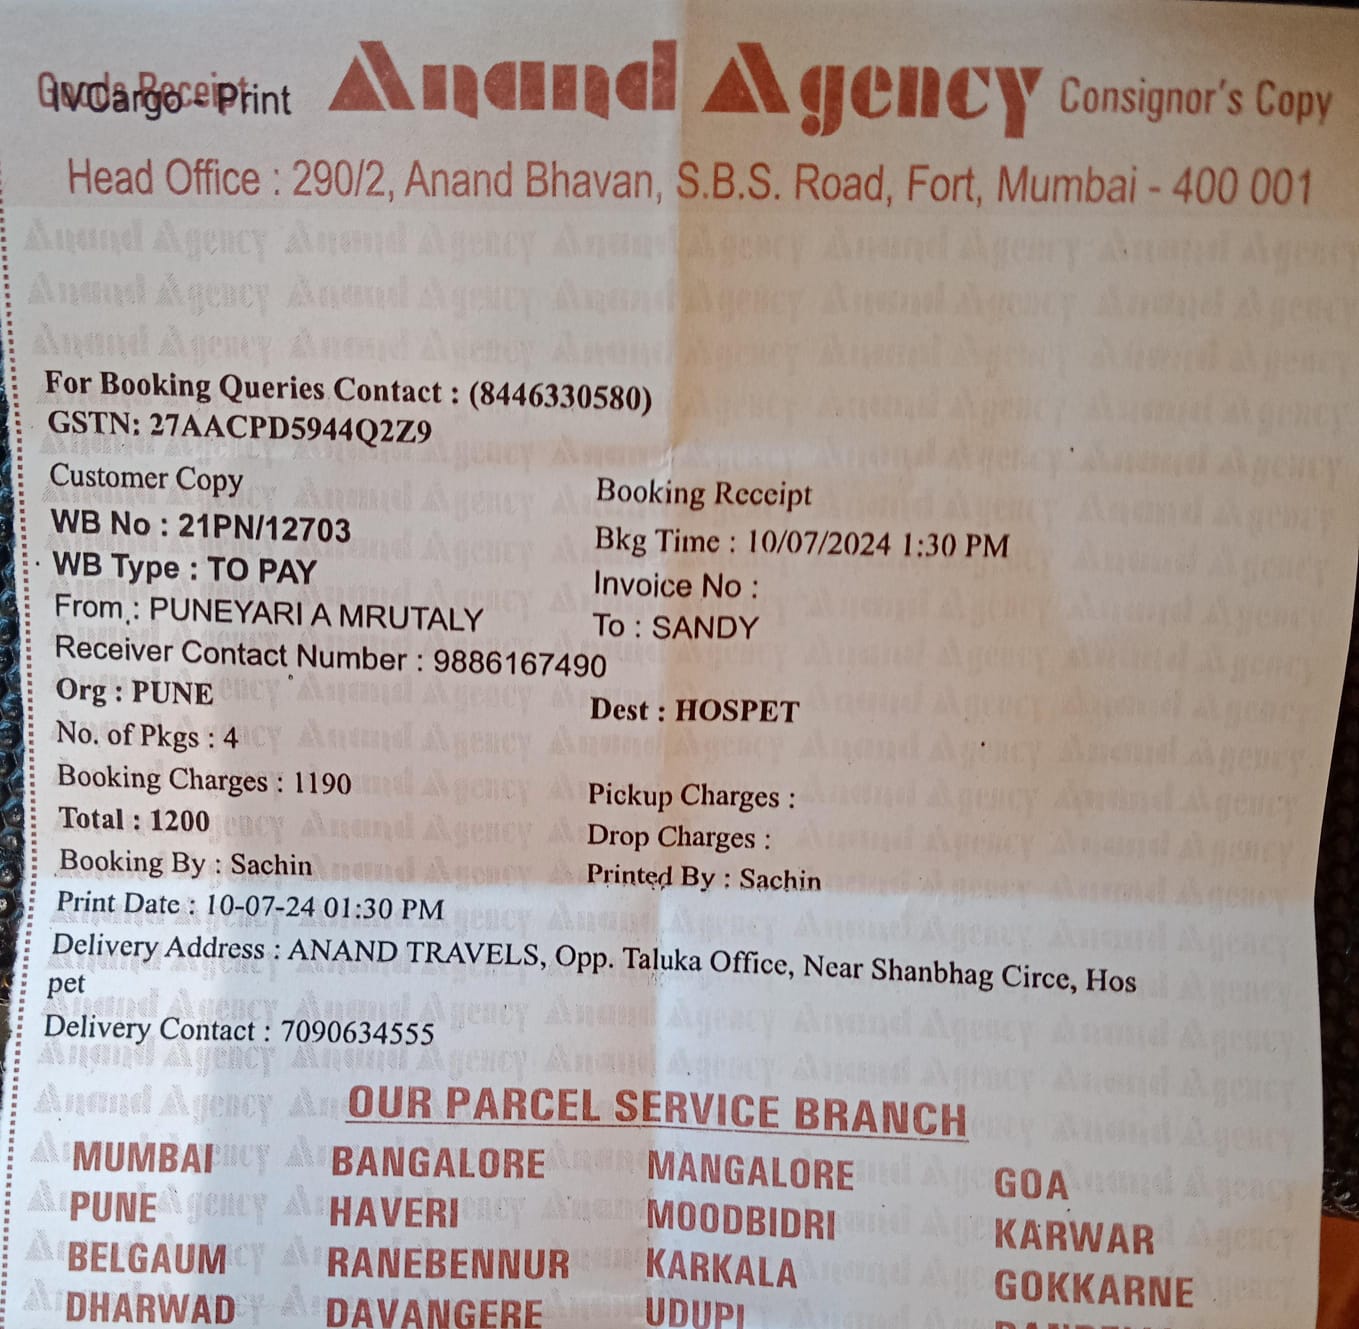 Goods Receipt
IVCargo - Print
Anand Agency
Consignor's Copy
Head Office : 290/2, Anand Bhavan, S.B.S. Road, Fort, Mumbai - 400 001
For Booking Queries Contact : (8446330580)
GSTN: 27AACPD5944Q2Z9
Customer Copy
Booking Receipt
WB No : 21PN/12703
Bkg Time : 10/07/2024 1:30 PM
WB Type : TO PAY
Invoice No :
From : PUNEYARI A MRUTALY
To : SANDY
Receiver Contact Number : 9886167490
Org : PUNE
Dest : HOSPET
No. of Pkgs : 4
Booking Charges : 1190
Pickup Charges :
Total : 1200
Drop Charges :
Booking By : Sachin
Printed By : Sachin
Print Date : 10-07-24 01:30 PM
Delivery Address : ANAND TRAVELS, Opp. Taluka Office, Near Shanbhag Circe, Hos
pet
Delivery Contact : 7090634555
OUR PARCEL SERVICE BRANCH
MUMBAI BANGALORE MANGALORE GOA
PUNE HAVERI MOODBIDRI KARWAR
BELGAUM RANEBENNUR KARKALA GOKKARNE
DHARWAD DAVANGERE UDUPI